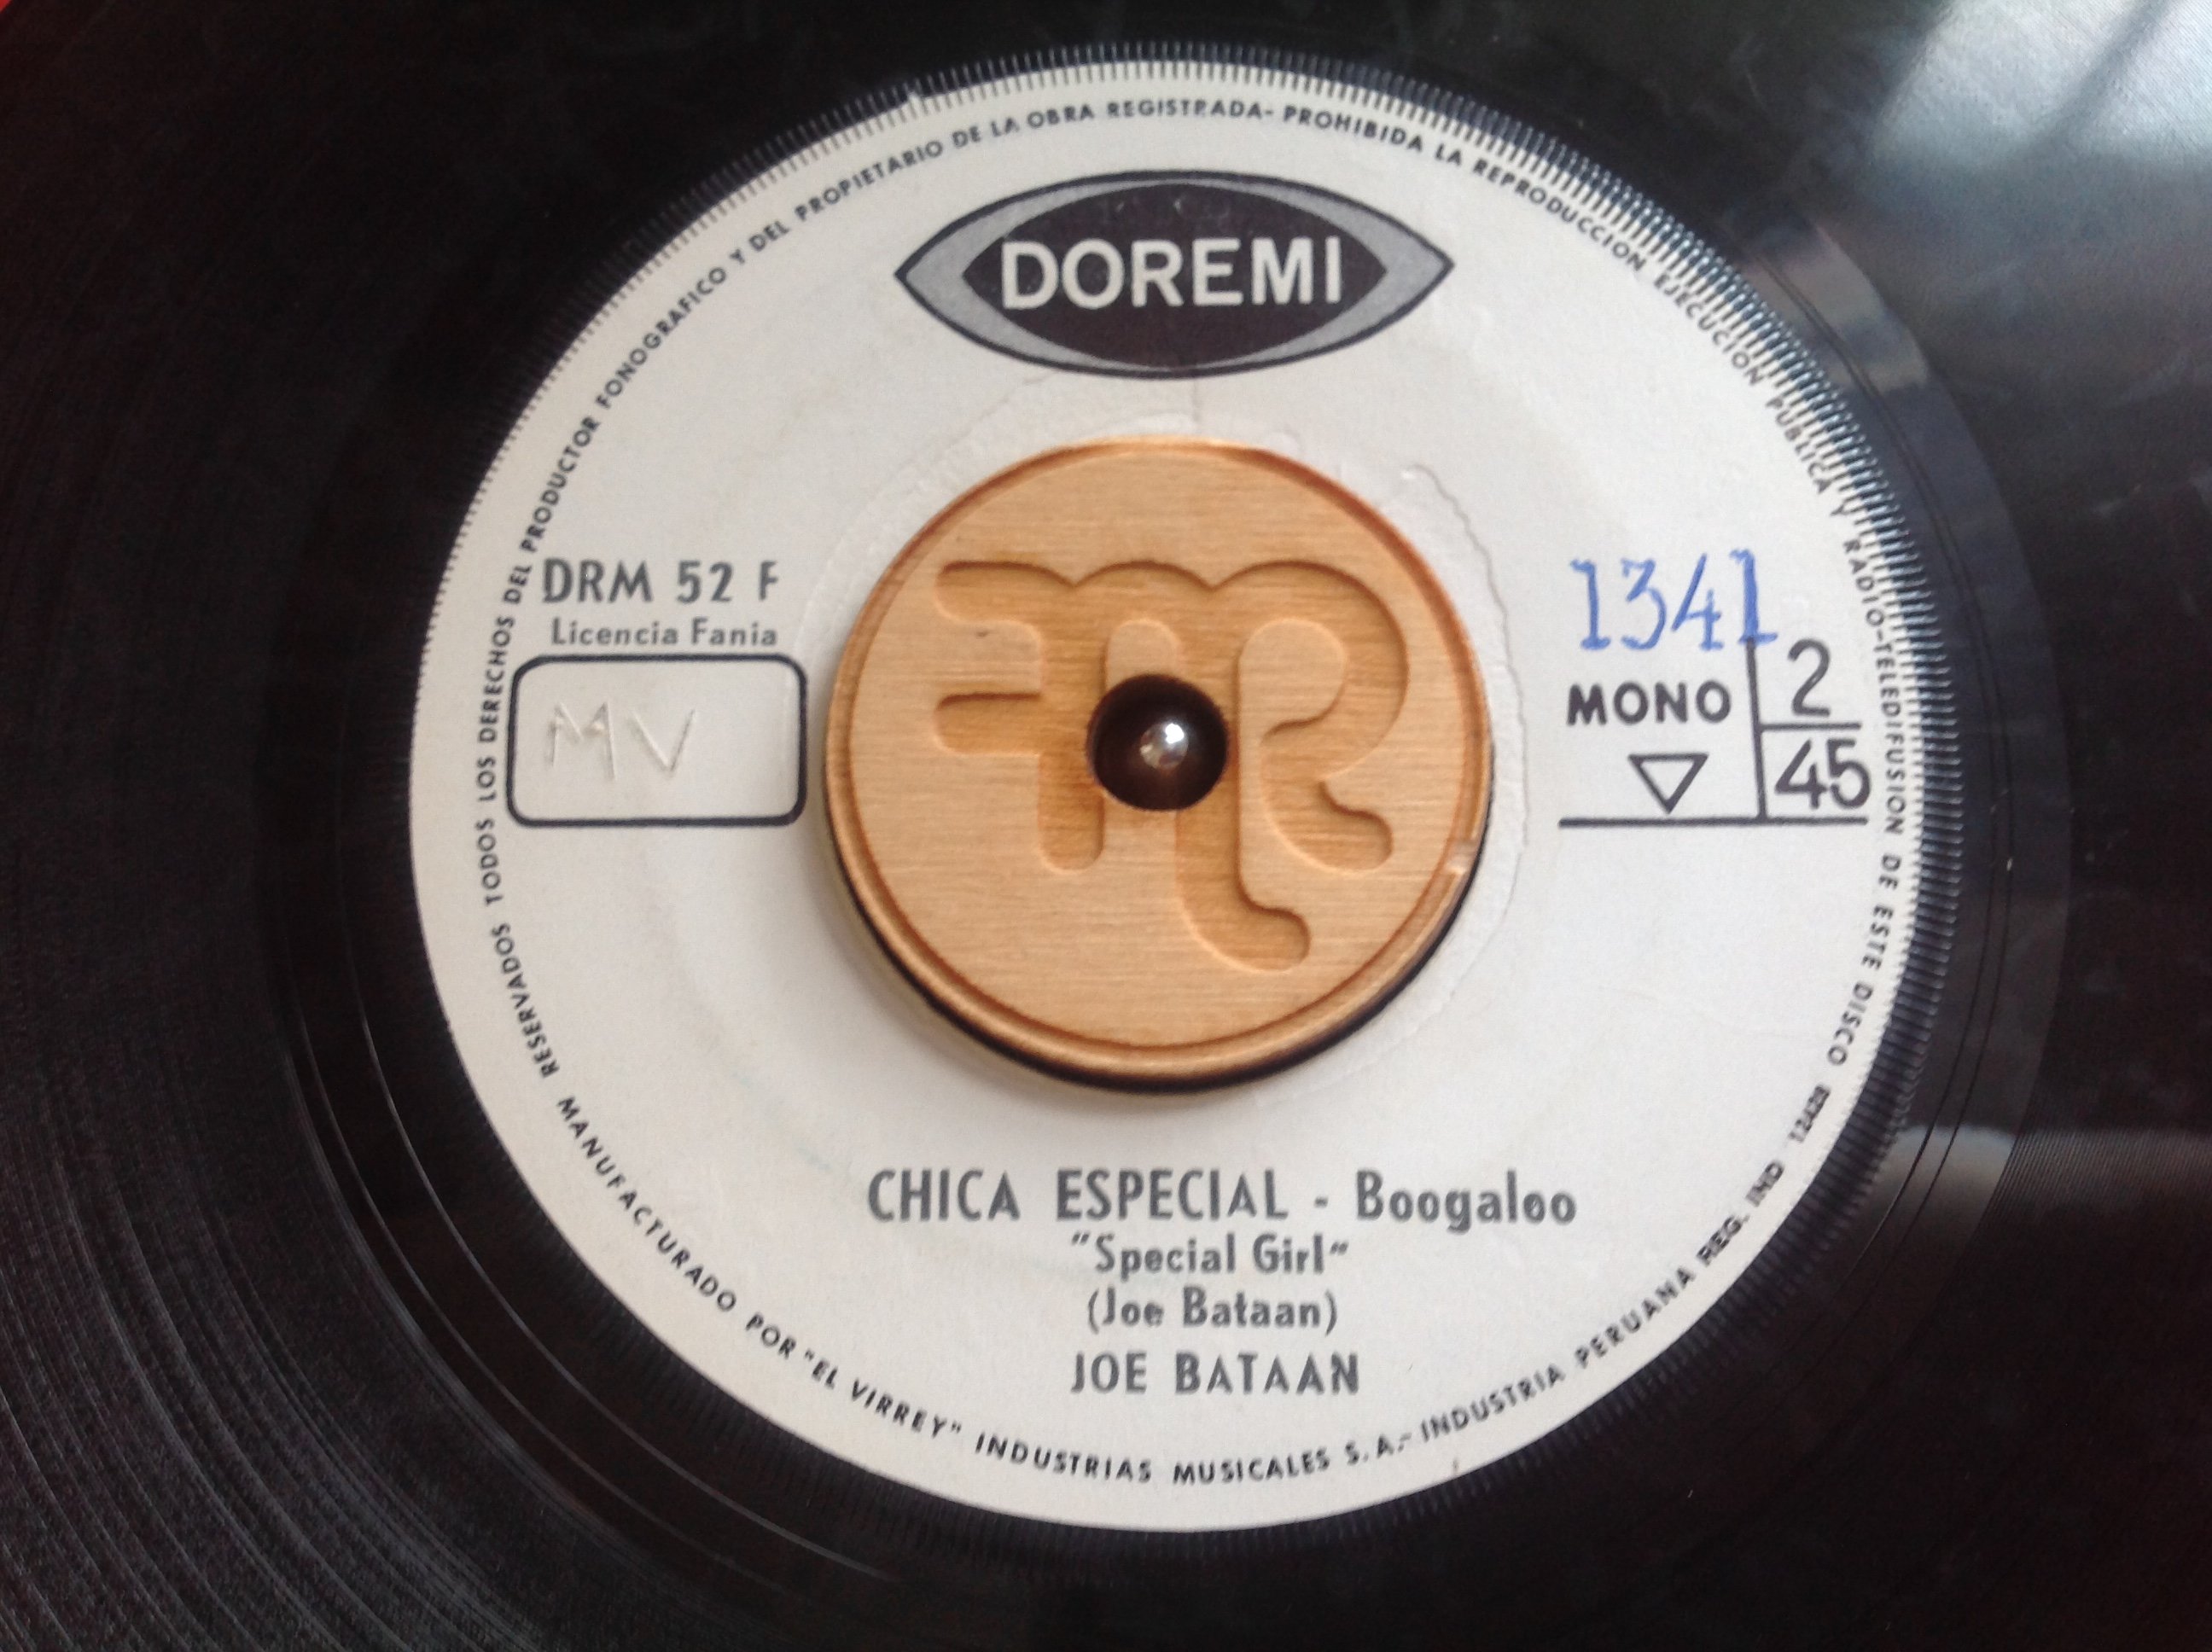 RESERVADOS TODOS LOS DERECHOS DEL PRODUCTOR FONOGRAFICO Y DEL PROPIETARIO DE LA OBRA REGISTRADA- PROHIBIDA LA REPRODUCCION EJECUCION PUBLICA Y RADIO-TELEDIFUSION DE ESTE DISCO
DOREMI
DRM 52 F
Licencia Fania
MV
1341
MONO
2
45
CHICA ESPECIAL - Boogaloo
"Special Girl"
(Joe Bataan)
JOE BATAAN
MANUFACTURADO POR "EL VIRREY" INDUSTRIAS MUSICALES S.A.- INDUSTRIA PERUANA REG. IND 12428